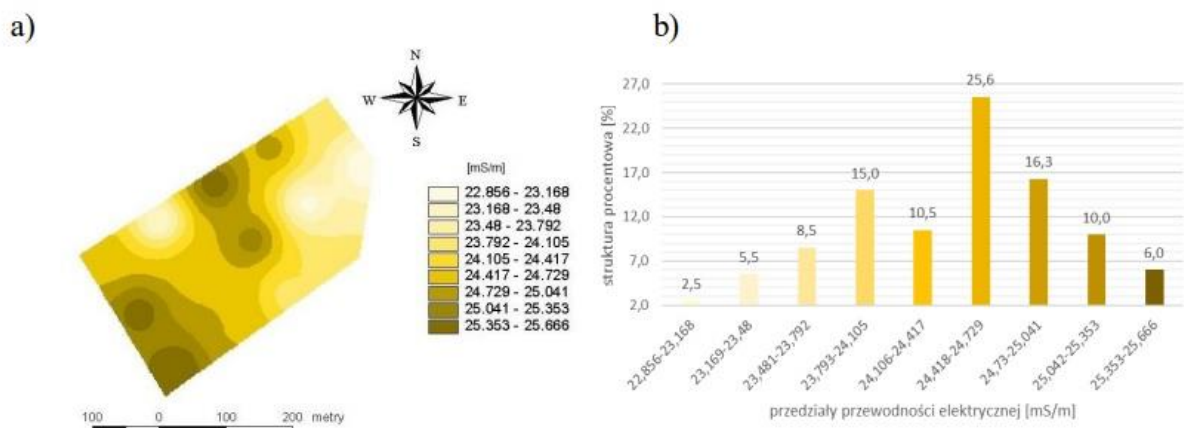 a)
N
W E
S
[mS/m]
22.856 - 23.168
23.168 - 23.48
23.48 - 23.792
23.792 - 24.105
24.105 - 24.417
24.417 - 24.729
24.729 - 25.041
25.041 - 25.353
25.353 - 25.666
100 0 100 200 metry
b)
struktura procentowa [%]
27,0
22,0
17,0
12,0
7,0
2,0
2,5
5,5
8,5
15,0
10,5
25,6
16,3
10,0
6,0
22,856-23,168
23,169-23,48
23,481-23,792
23,793-24,105
24,106-24,417
24,418-24,729
24,73-25,041
25,042-25,353
25,353-25,666
przedziały przewodności elektrycznej [mS/m]